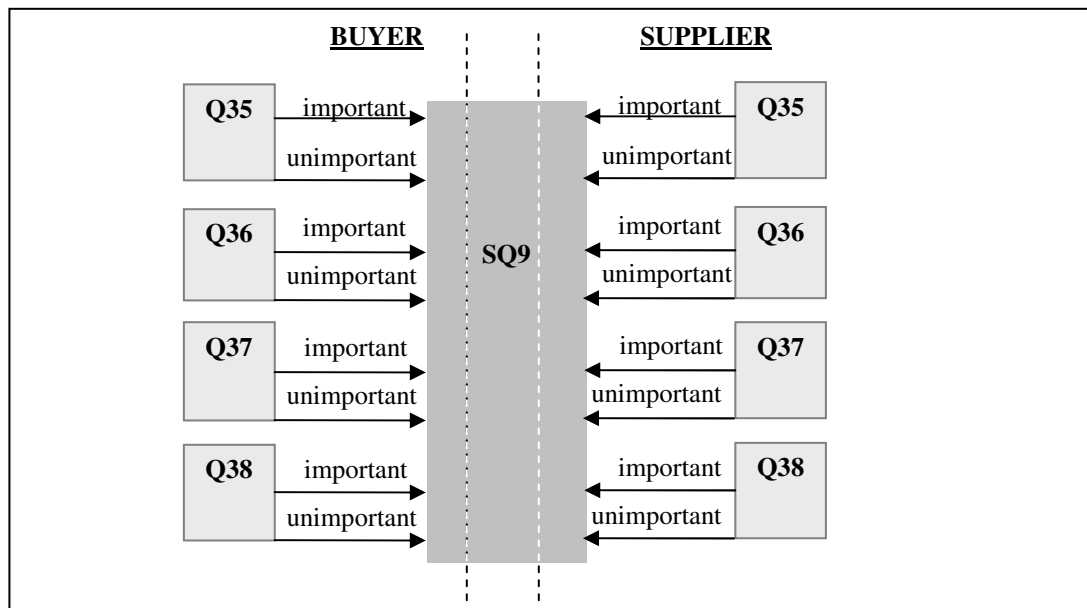 BUYER SUPPLIER
Q35 important important Q35
unimportant unimportant
Q36 important important Q36
SQ9
unimportant unimportant
Q37 important important Q37
unimportant unimportant
Q38 important important Q38
unimportant unimportant